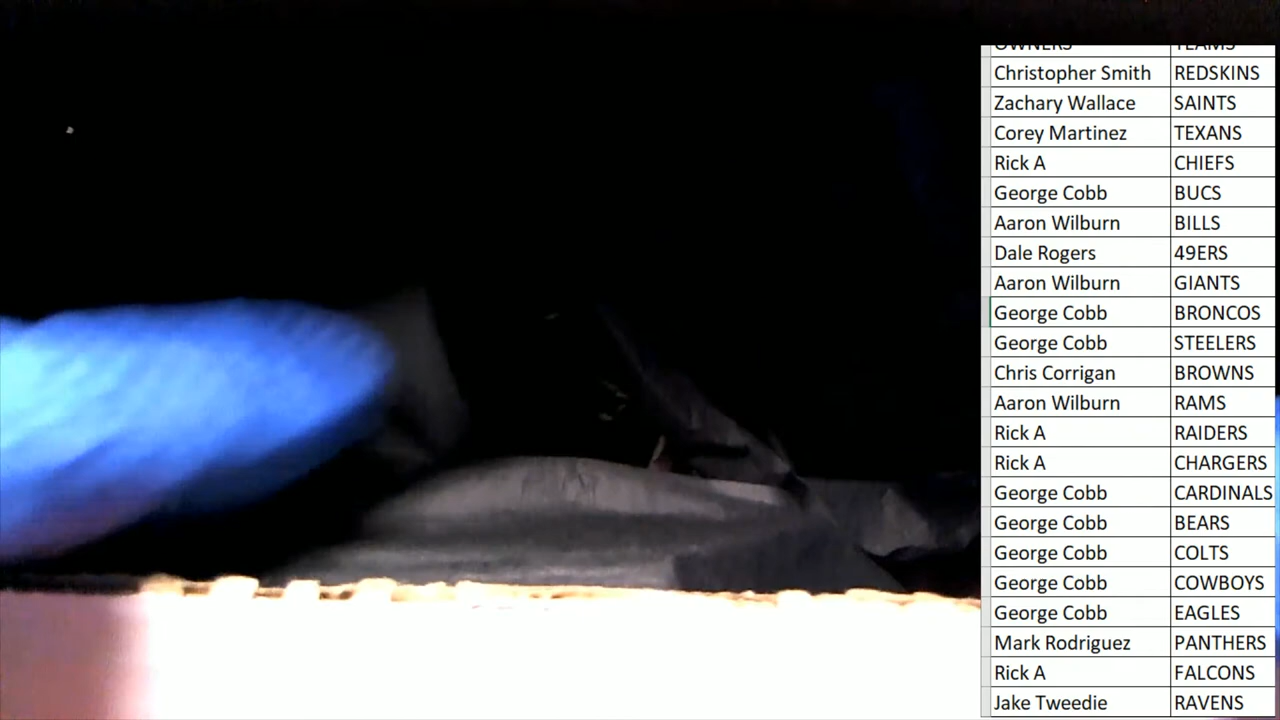 OWNERS TEAMS
Christopher Smith REDSKINS
Zachary Wallace SAINTS
Corey Martinez TEXANS
Rick A CHIEFS
George Cobb BUCS
Aaron Wilburn BILLS
Dale Rogers 49ERS
Aaron Wilburn GIANTS
George Cobb BRONCOS
George Cobb STEELERS
Chris Corrigan BROWNS
Aaron Wilburn RAMS
Rick A RAIDERS
Rick A CHARGERS
George Cobb CARDINALS
George Cobb BEARS
George Cobb COLTS
George Cobb COWBOYS
George Cobb EAGLES
Mark Rodriguez PANTHERS
Rick A FALCONS
Jake Tweedie RAVENS